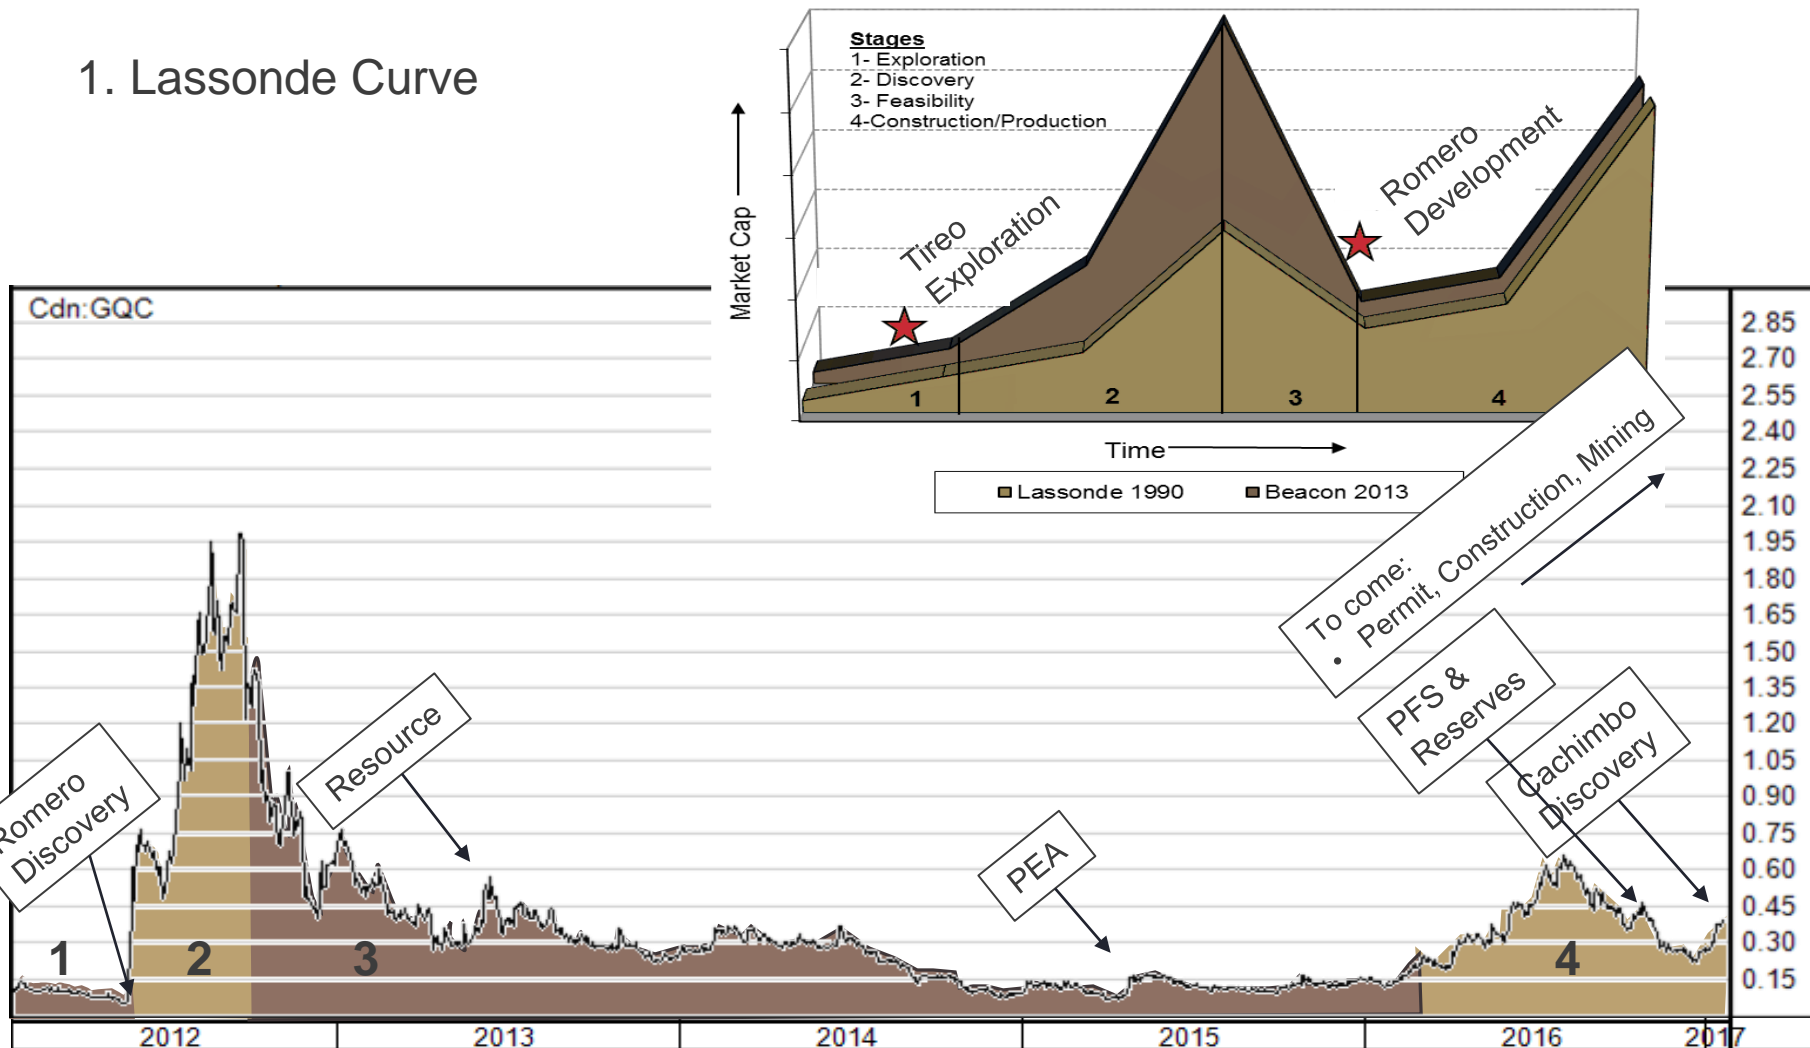 1. Lassonde Curve
Stages
1- Exploration
2- Discovery
3- Feasibility
4-Construction/Production
Market Cap
Tireo
Exploration
Romero
Development
1
2
3
4
Time
Lassonde 1990
Beacon 2013
Cdn:GQC
2.85
2.70
2.55
2.40
2.25
2.10
1.95
1.80
1.65
1.50
1.35
1.20
1.05
0.90
0.75
0.60
0.45
0.30
0.15
To come:
• Permit, Construction, Mining
PFS &
Reserves
Cachimbo
Discovery
Resource
Romero
Discovery
PEA
1
2
3
4
2012
2013
2014
2015
2016
2017